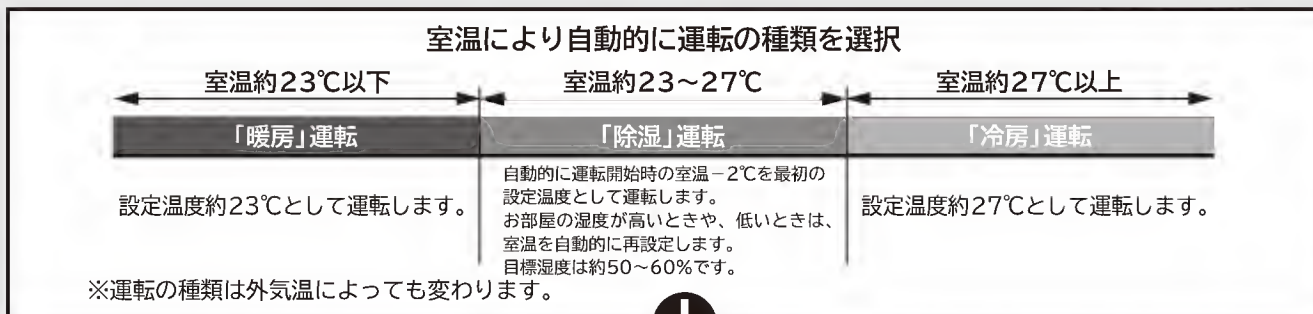 室温により自動的に運転の種類を選択
室温約23℃以下
室温約23～27℃
室温約27℃以上
「暖房」運転
「除湿」運転
「冷房」運転
設定温度約23℃として運転します。
自動的に運転開始時の室温－2℃を最初の
設定温度として運転します。
お部屋の湿度が高いときや、低いときは、
室温を自動的に再設定します。
目標湿度は約50～60%です。
設定温度約27℃として運転します。
※運転の種類は外気温によっても変わります。